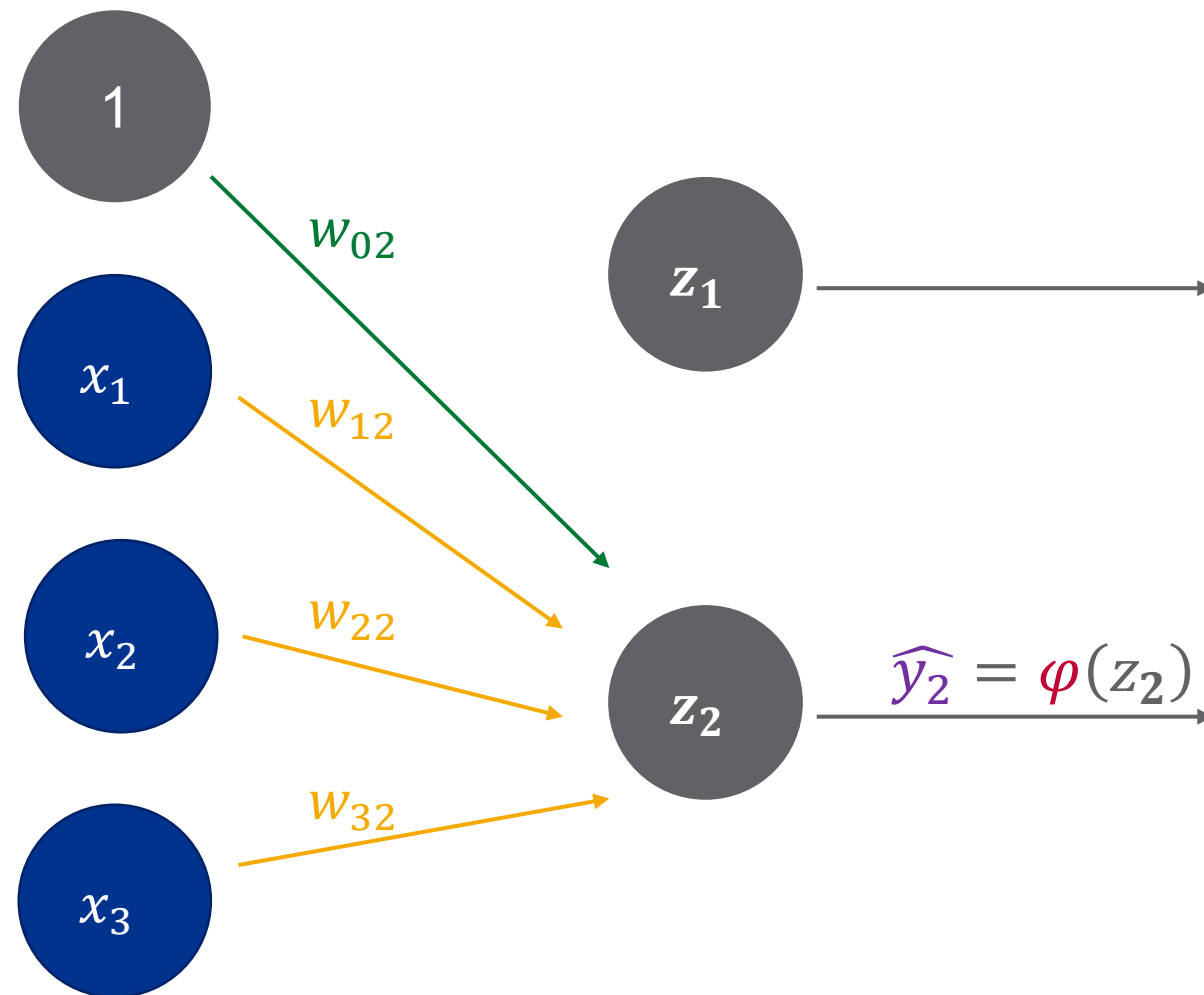 1
w₀₂
z₁
x₁
w₁₂
w₂₂
x₂
ŷ₂ = φ(z₂)
z₂
w₃₂
x₃